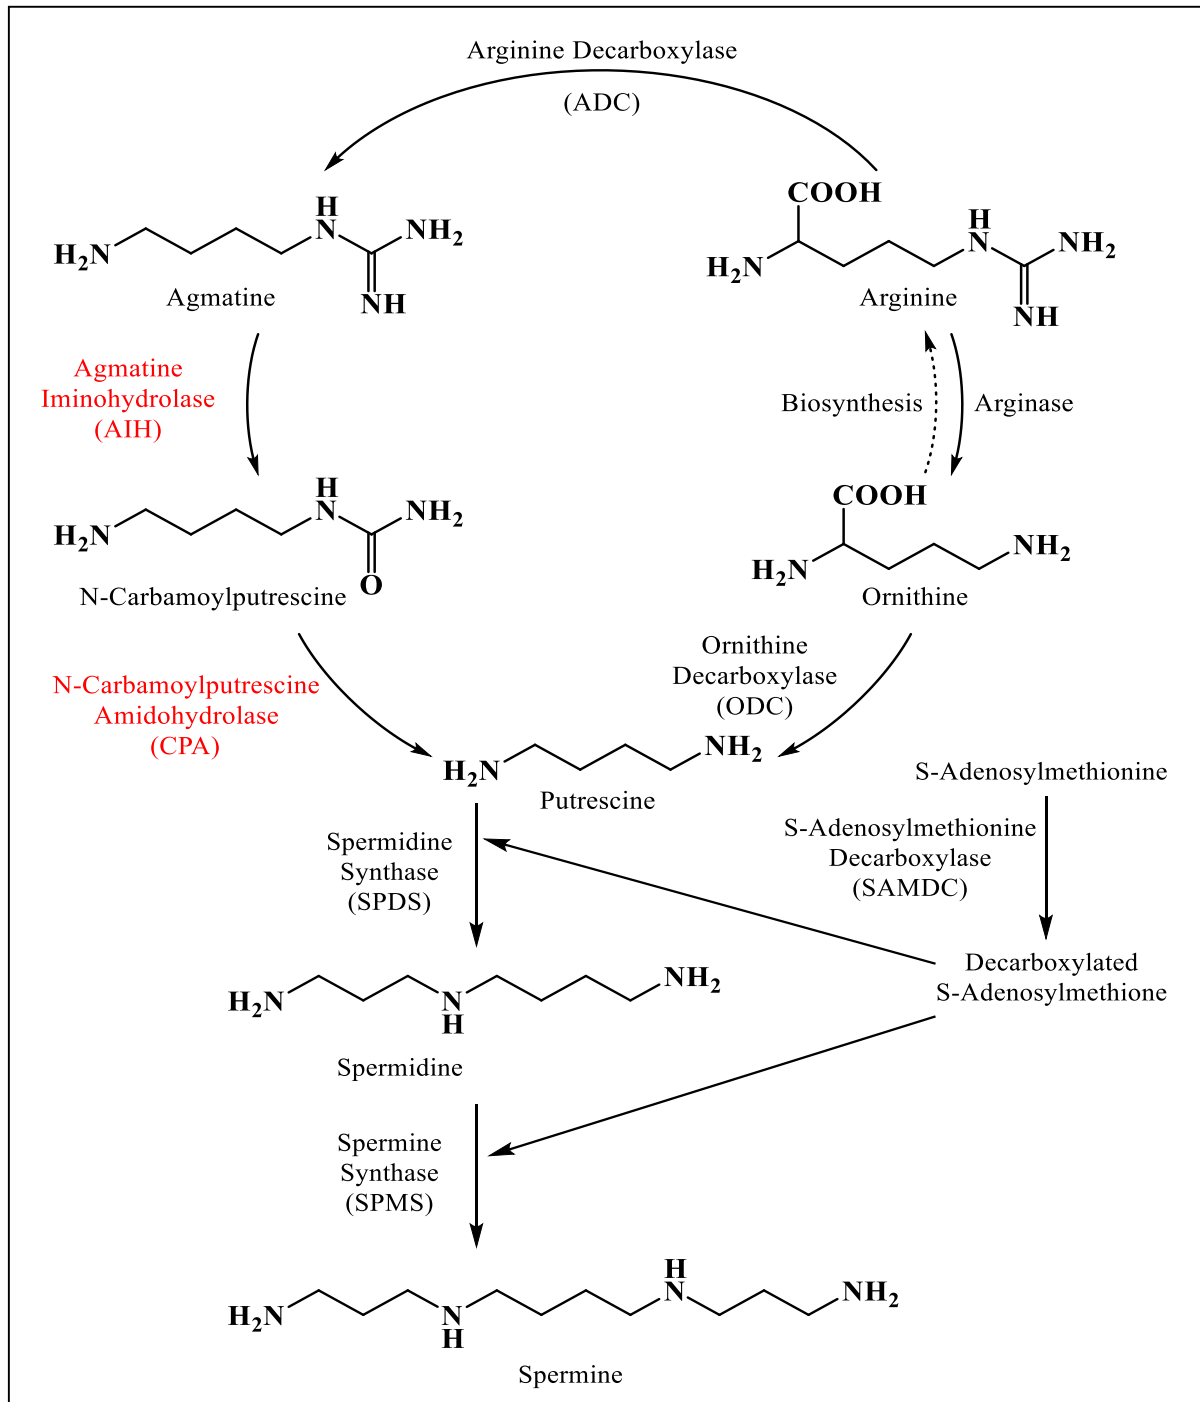 Arginine Decarboxylase
(ADC)
H
H₂N
N
NH₂
NH
Agmatine
COOH
H
H₂N
N
NH₂
NH
Arginine
Agmatine
Iminohydrolase
(AIH)
Biosynthesis
Arginase
H
H₂N
N
NH₂
O
N-Carbamoylputrescine
COOH
H₂N
NH₂
Ornithine
N-Carbamoylputrescine
Amidohydrolase
(CPA)
Ornithine
Decarboxylase
(ODC)
H₂N
NH₂
Putrescine
S-Adenosylmethionine
Spermidine
Synthase
(SPDS)
S-Adenosylmethionine
Decarboxylase
(SAMDC)
Decarboxylated
S-Adenosylmethione
H₂N
N
H
NH₂
Spermidine
Spermine
Synthase
(SPMS)
H₂N
N
H
H
N
NH₂
Spermine